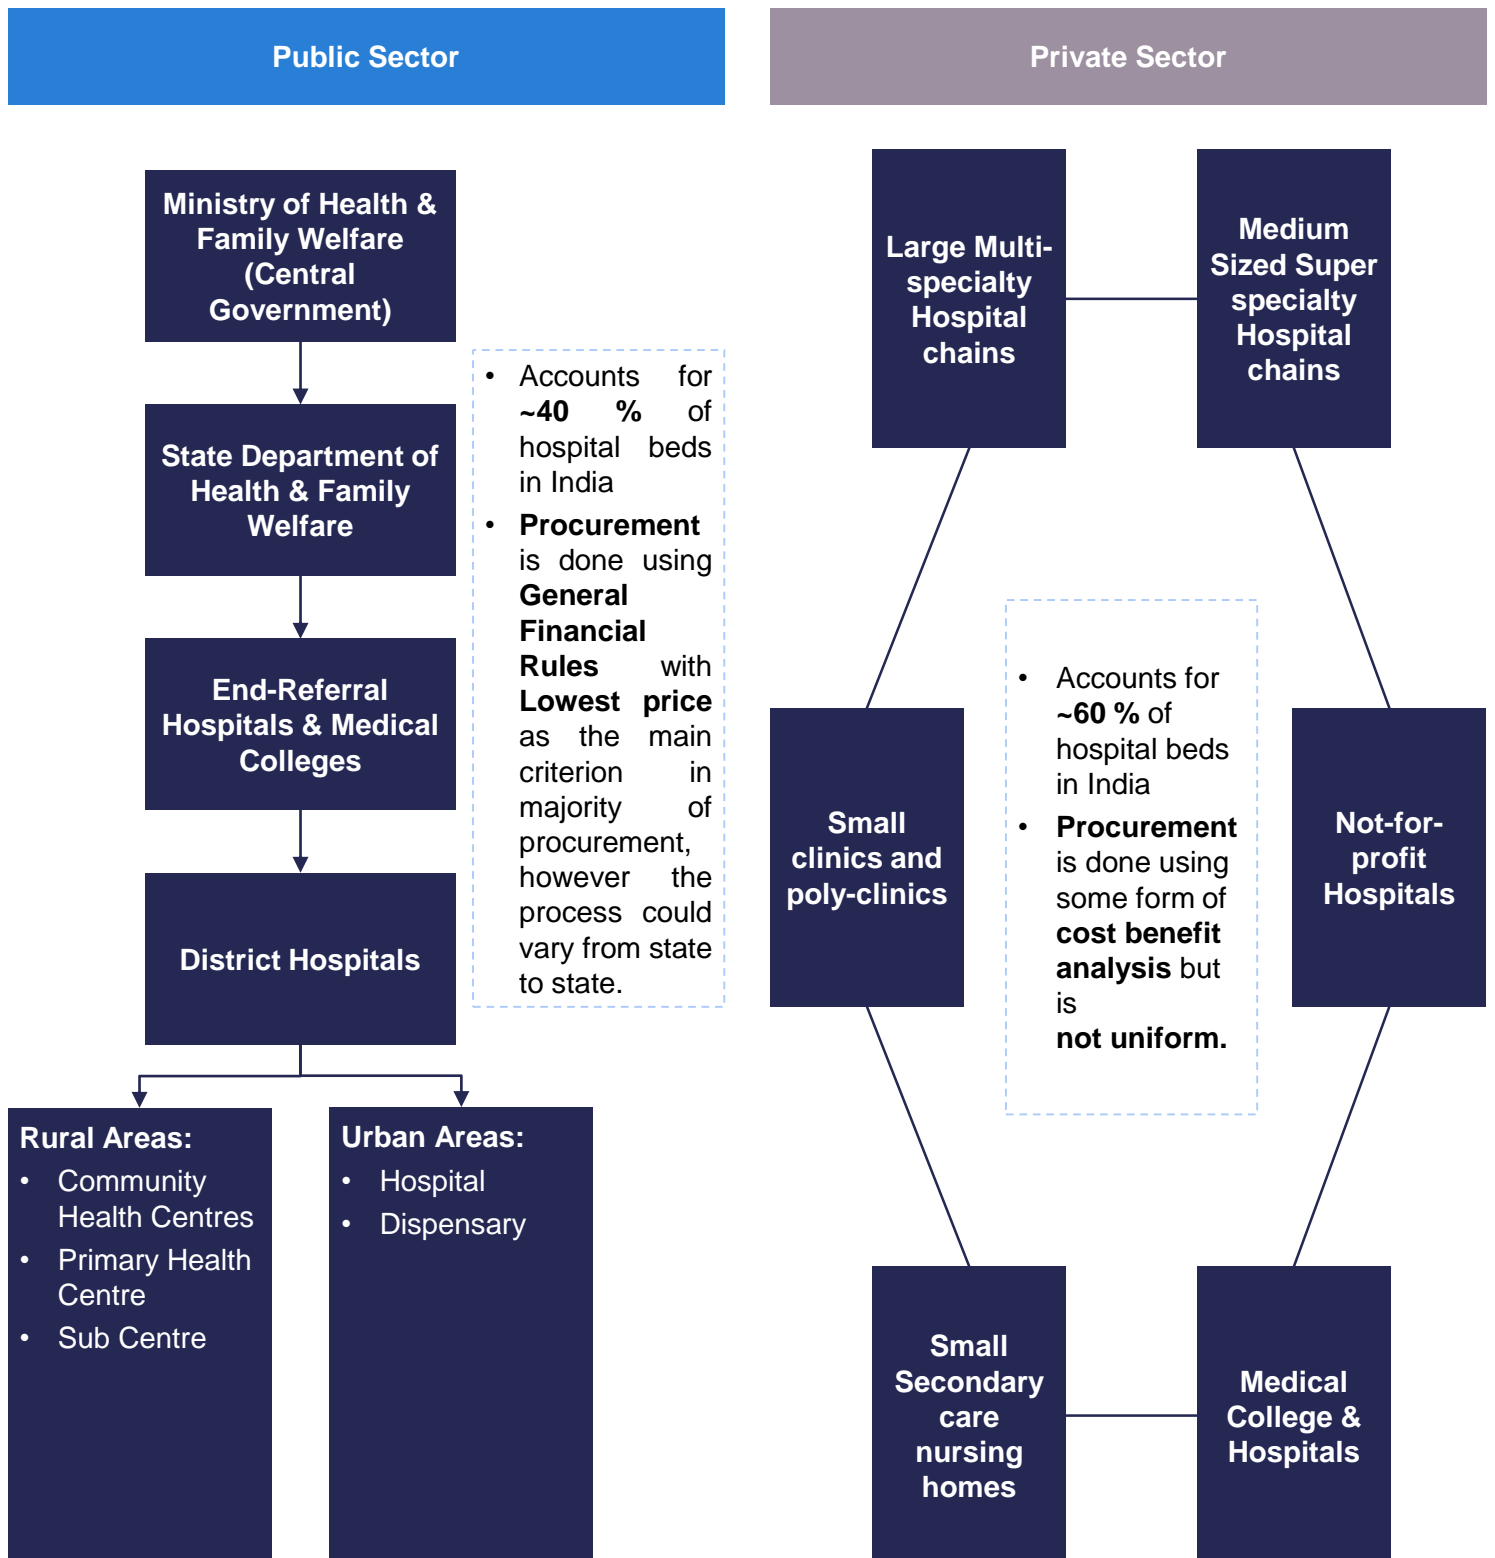 Public Sector
Ministry of Health &
Family Welfare
(Central
Government)
State Department of
Health & Family
Welfare
End-Referral
Hospitals & Medical
Colleges
District Hospitals
Rural Areas:
• Community
Health Centres
• Primary Health
Centre
• Sub Centre
Urban Areas:
• Hospital
• Dispensary
• Accounts for
~40 % of
hospital beds
in India
• Procurement
is done using
General
Financial
Rules with
Lowest price
as the main
criterion in
majority of
procurement,
however the
process could
vary from state
to state.
Private Sector
Large Multi-
specialty
Hospital
chains
Medium
Sized Super
specialty
Hospital
chains
Small
clinics and
poly-clinics
• Accounts for
~60 % of
hospital beds
in India
• Procurement
is done using
some form of
cost benefit
analysis but
is
not uniform.
Not-for-
profit
Hospitals
Small
Secondary
care
nursing
homes
Medical
College &
Hospitals